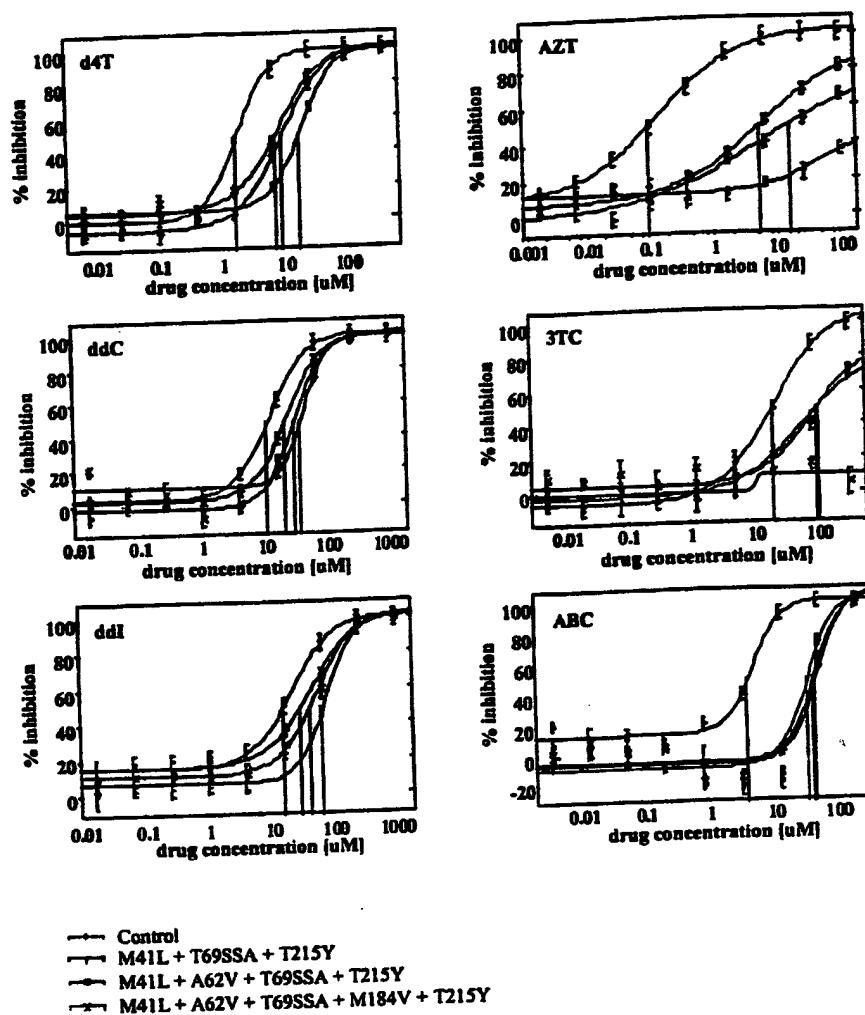 d4T
% inhibition
100
80
60
40
20
0
0.01 0.1 1 10 100
drug concentration [uM]
AZT
% inhibition
100
80
60
40
20
0
0.001 0.01 0.1 1 10 100
drug concentration [uM]
ddC
% inhibition
100
80
60
40
20
0
0.01 0.1 1 10 100 1000
drug concentration [uM]
3TC
% inhibition
100
80
60
40
20
0
0.01 0.1 1 10 100
drug concentration [uM]
ddI
% inhibition
100
80
60
40
20
0
0.01 0.1 1 10 100 1000
drug concentration [uM]
ABC
% inhibition
100
80
60
40
20
0
-20
0.01 0.1 1 10 100
drug concentration [uM]
Control
M41L + T69SSA + T215Y
M41L + A62V + T69SSA + T215Y
M41L + A62V + T69SSA + M184V + T215Y